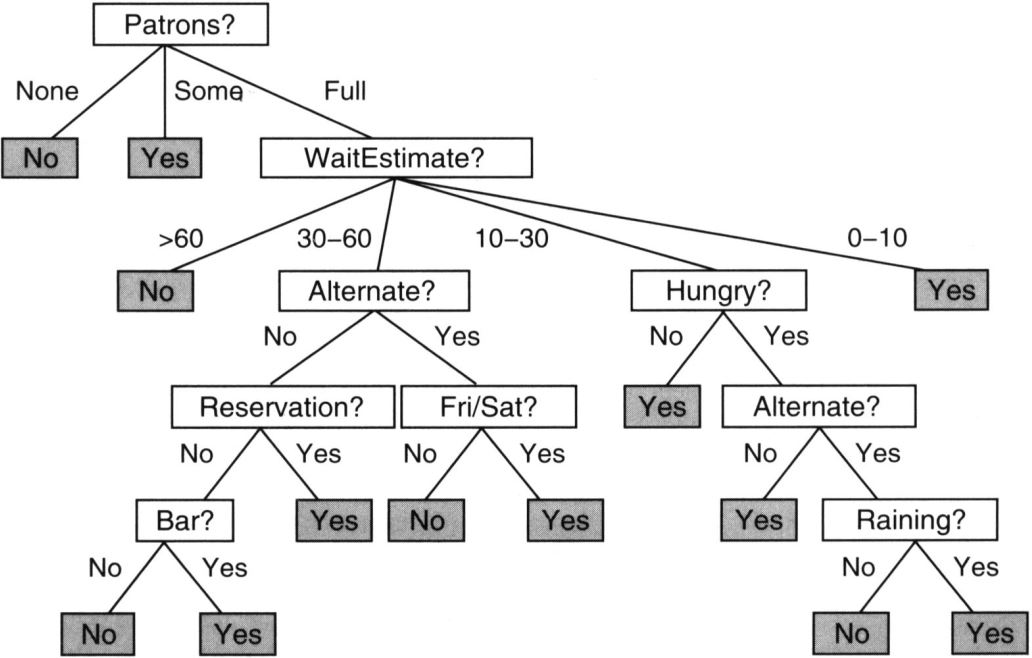 Patrons?
None Some Full
No Yes WaitEstimate?
>60 30–60 10–30 0–10
No Alternate? Hungry? Yes
No Yes No Yes
Reservation? Fri/Sat? Yes Alternate?
No Yes No Yes No Yes
Bar? Yes No Yes Yes Raining?
No Yes No Yes
No Yes No Yes